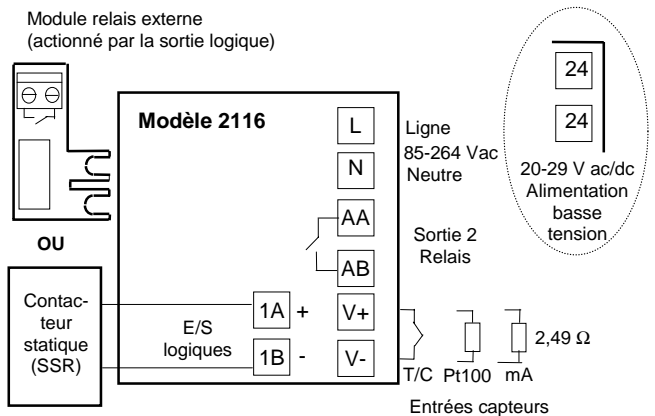 Module relais externe
(actionné par la sortie logique)
Modèle 2116
L
Ligne
85-264 Vac
N
Neutre
AA
Sortie 2
Relais
AB
OU
Contac-
teur
statique
(SSR)
1A +
E/S
logiques
1B -
V+
V-
T/C
Pt100
mA
2,49 Ω
Entrées capteurs
24
24
20-29 V ac/dc
Alimentation
basse
tension